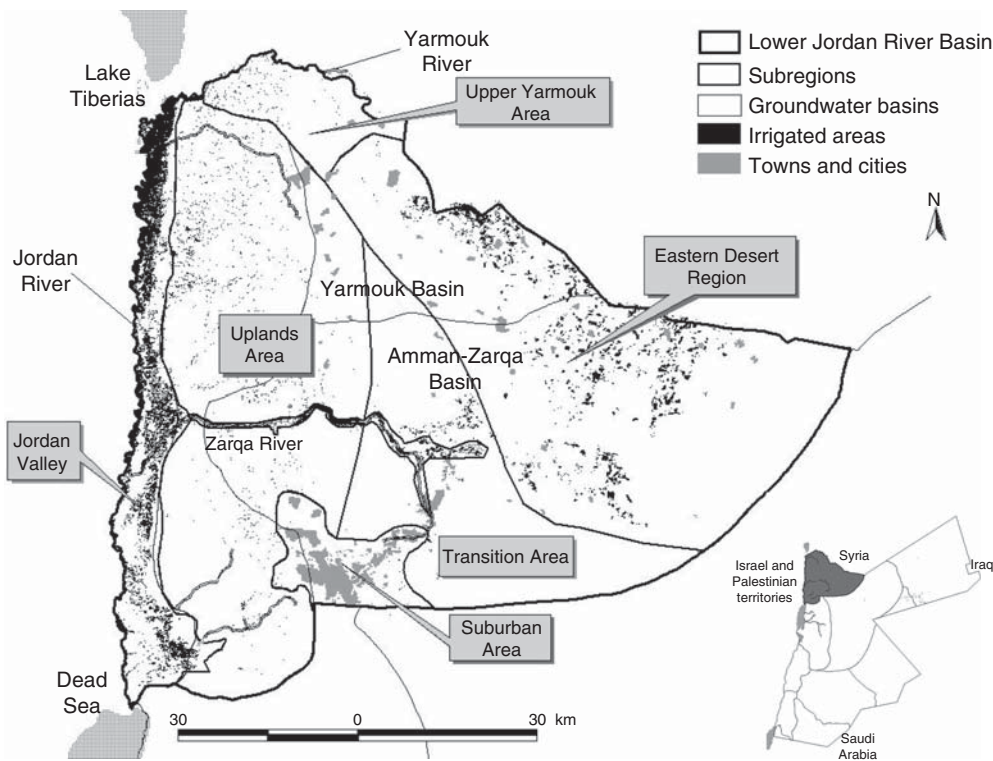 Yarmouk
River
Lake
Tiberias
Upper Yarmouk
Area
Lower Jordan River Basin
Subregions
Groundwater basins
Irrigated areas
Towns and cities
N
Jordan
River
Eastern Desert
Region
Yarmouk Basin
Uplands
Area
Amman-Zarqa
Basin
Jordan
Valley
Zarqa River
Transition Area
Suburban
Area
Dead
Sea
30 0 30 km
Israel and
Palestinian
territories
Syria
Iraq
Saudi
Arabia